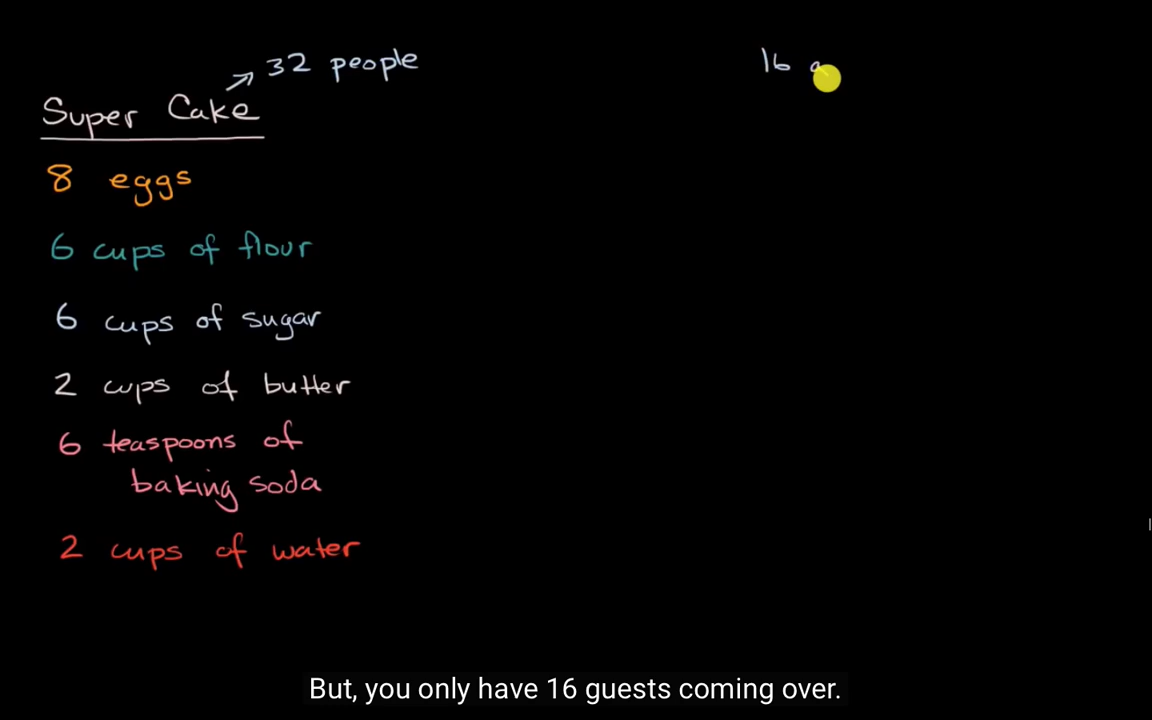 32 people
16
Super Cake
8 eggs
6 cups of flour
6 cups of sugar
2 cups of butter
6 teaspoons of
baking soda
2 cups of water
But, you only have 16 guests coming over.